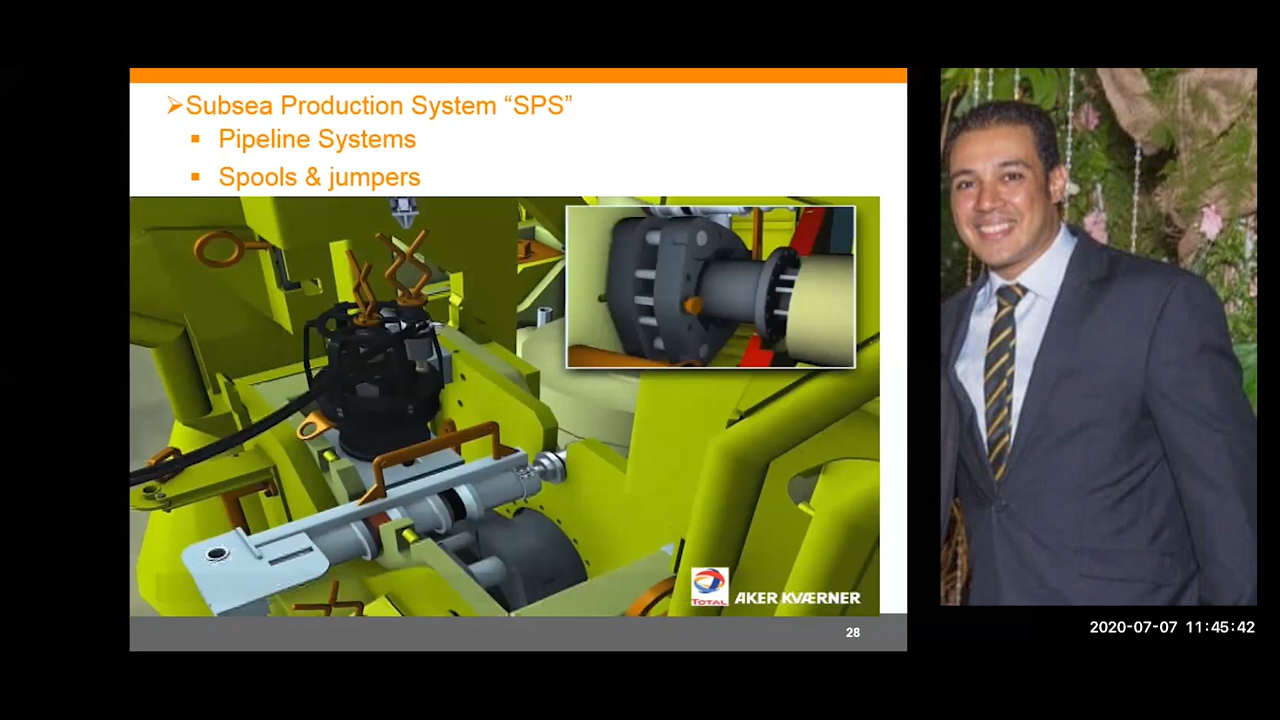 Subsea Production System “SPS”
Pipeline Systems
Spools & jumpers
TOTAL
AKER KVÆRNER
28
2020-07-07 11:45:42